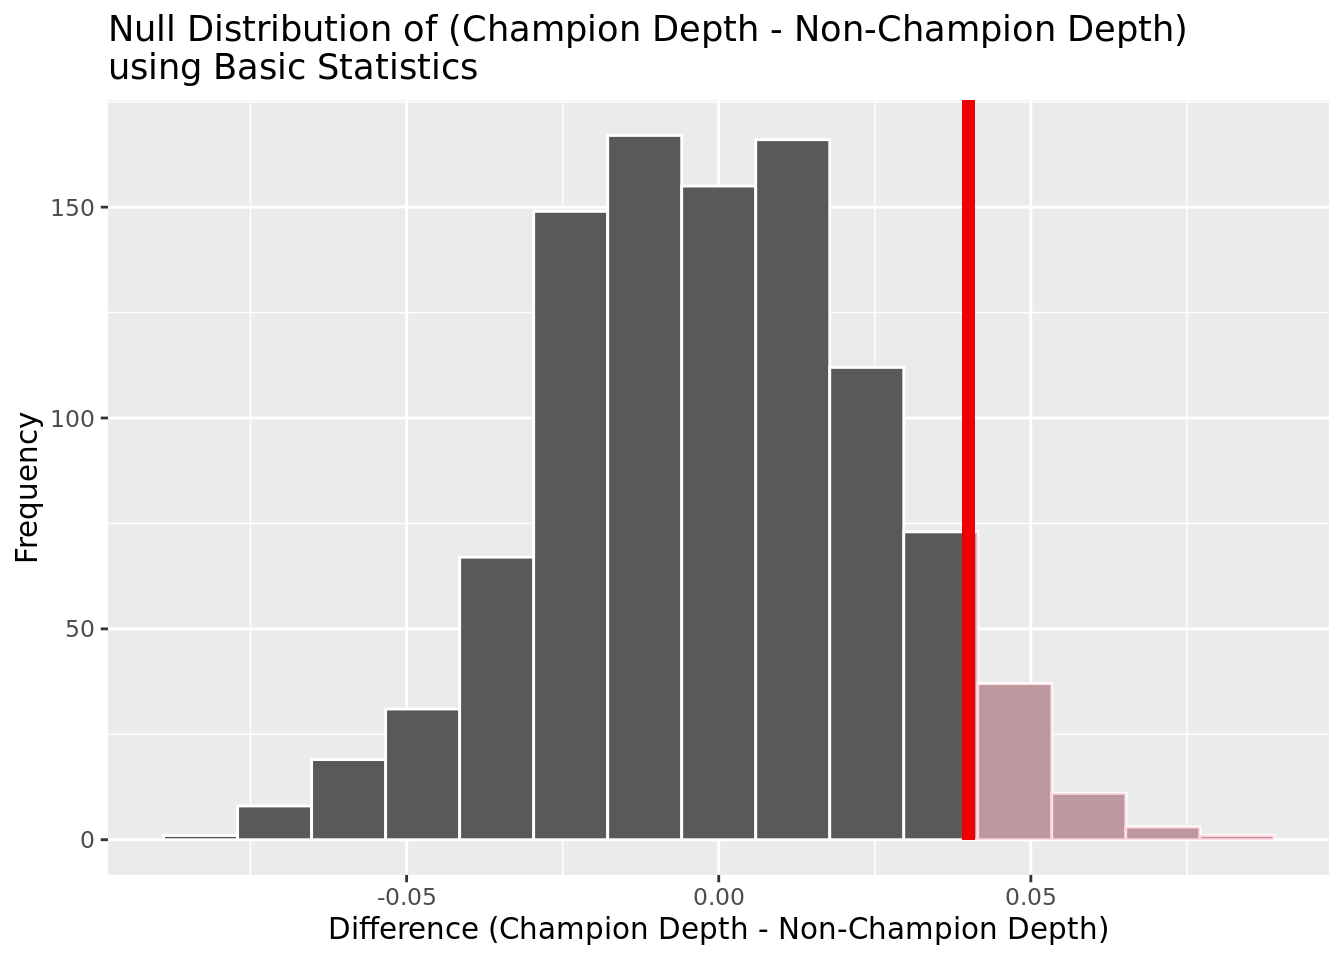 Null Distribution of (Champion Depth - Non-Champion Depth)
using Basic Statistics
Frequency
150
100
50
0
-0.05
0.00
0.05
Difference (Champion Depth - Non-Champion Depth)